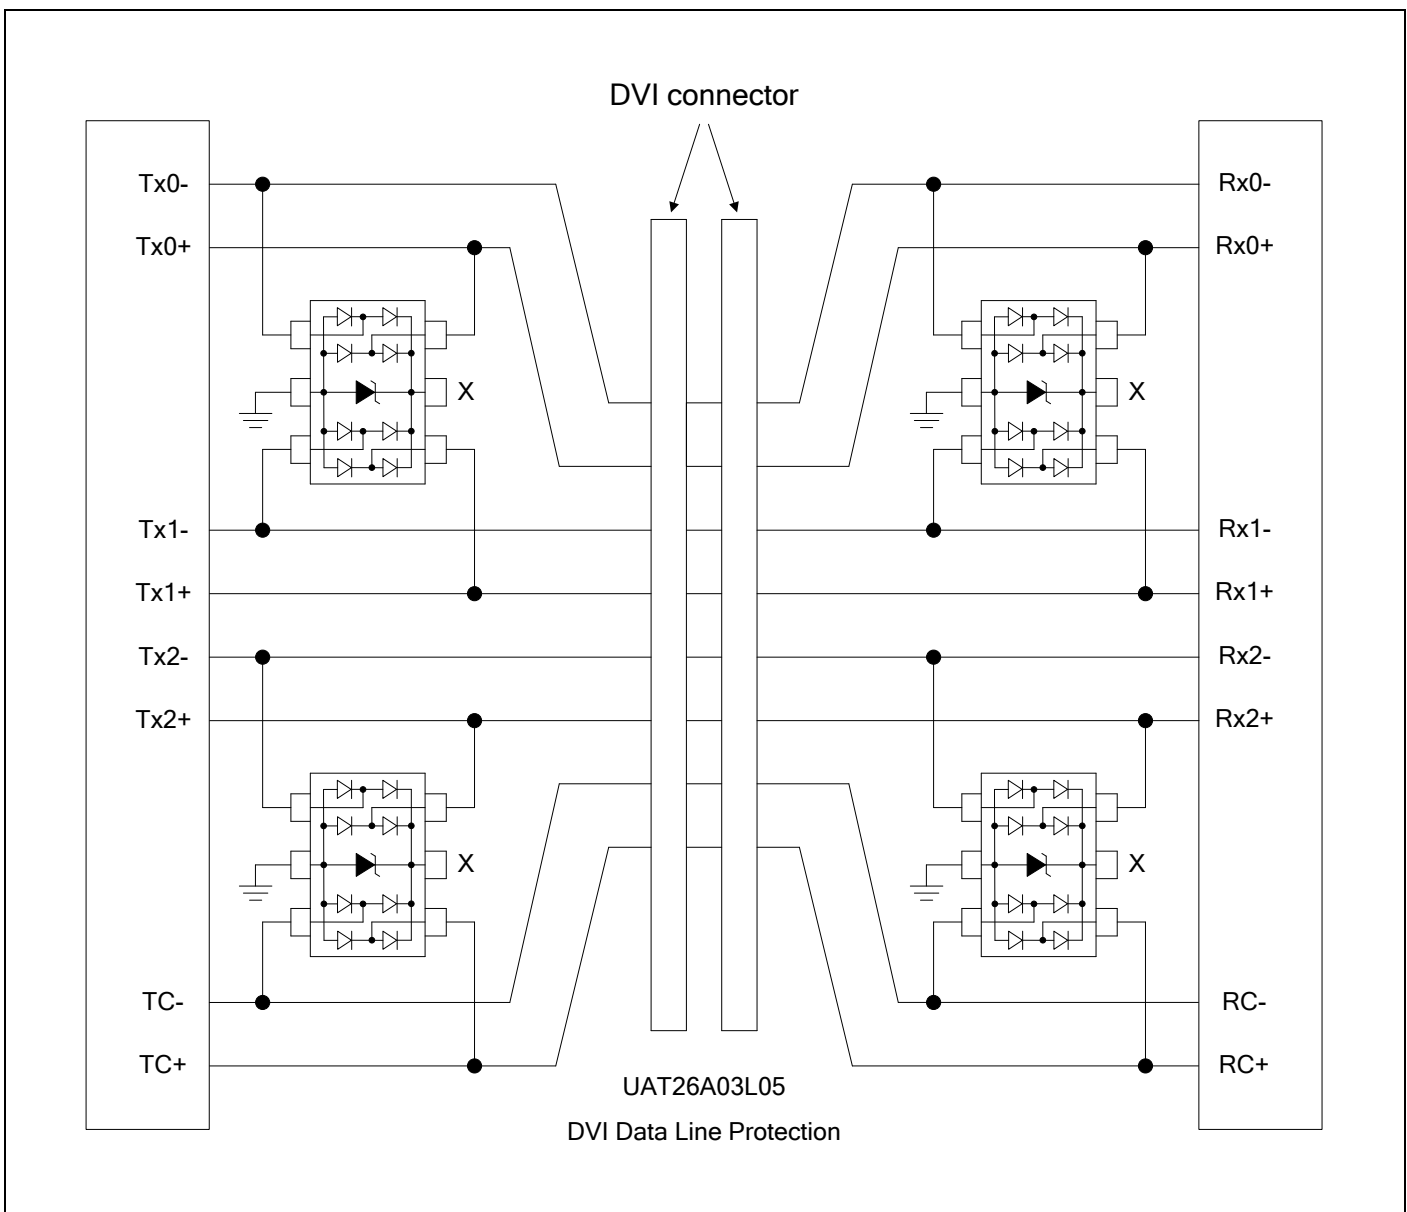 DVI connector
Tx0-
Rx0-
Tx0+
Rx0+
X
X
Tx1-
Rx1-
Tx1+
Rx1+
Tx2-
Rx2-
Tx2+
Rx2+
X
X
TC-
RC-
TC+
RC+
UAT26A03L05
DVI Data Line Protection